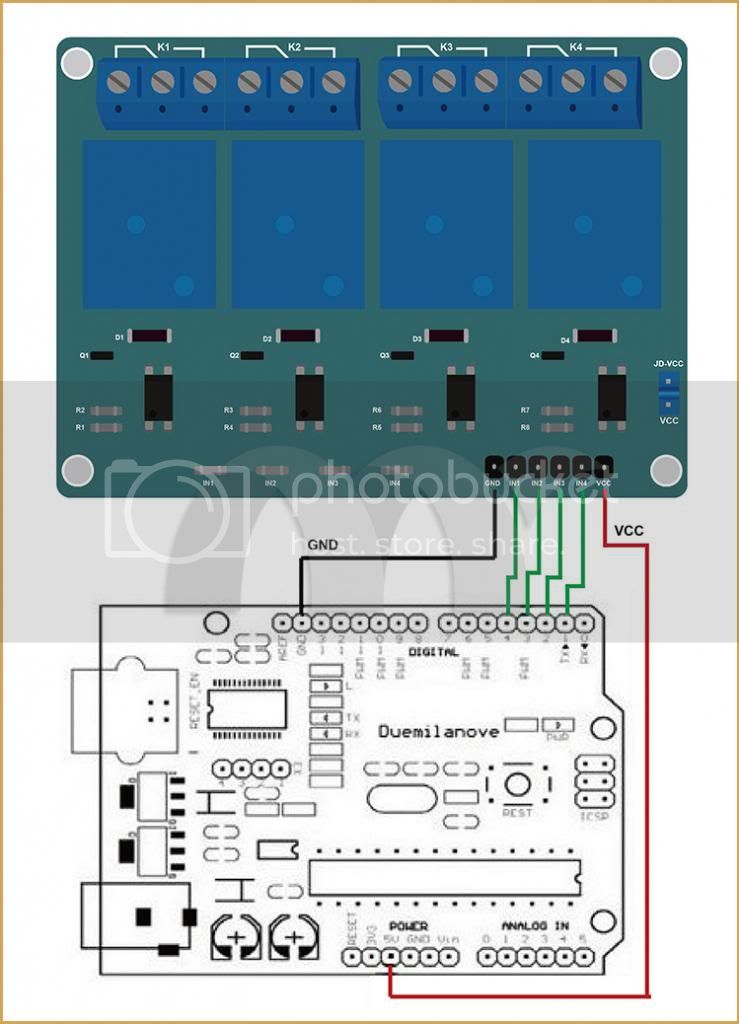 K1 K2 K3 K4
D1 D2 D3 D4
Q1 Q2 Q3 Q4
JD-VCC
R2 R3 R6 R7
R1 R4 R5 R8
VCC
IN1 IN2 IN3 IN4 GND IN1 IN2 IN3 IN4 VCC
photobucket
host. store. share.
GND
VCC
AREF GND 13 12 11 10 9 8 7 6 5 4 3 2 1 0
PWM PWM PWM PWM PWM PWM TX RX
DIGITAL
RESET_EN
L
TX
RX
Duemilanove
PWR
X3
4 3 2 1
REST
ICSP
POWER ANALOG IN
RESET 3V3 5V GND Vin 0 1 2 3 4 5